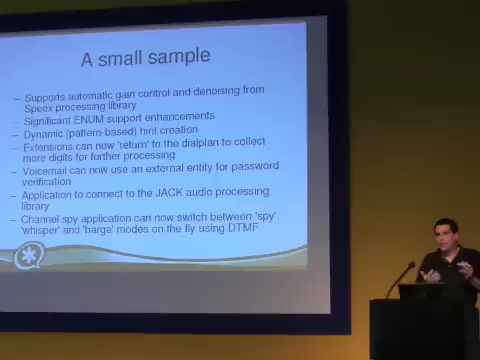 A small sample
– Supports automatic gain control and denoising from
Speex processing library
– Significant ENUM support enhancements
– Dynamic (pattern-based) hint creation
– Extensions can now 'return' to the dialplan to collect
more digits for further processing
– Voicemail can now use an external entity for password
verification
– Application to connect to the JACK audio processing
library
– Channel spy application can now switch between 'spy',
'whisper' and 'barge' modes on the fly using DTMF